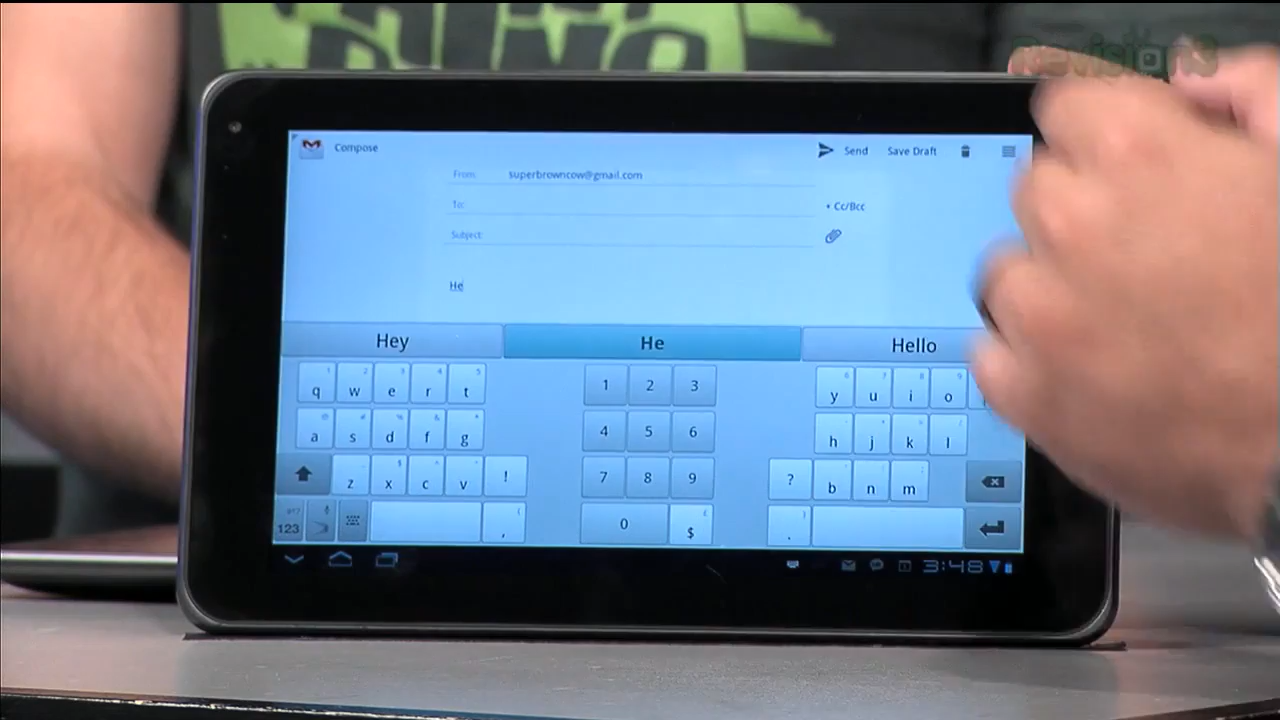 Revision3
Compose
Send
Save Draft
From:
superbrowncow@gmail.com
To:
+ Cc/Bcc
Subject:
He
Hey
He
Hello
q w e r t
1 2 3
y u i o
a s d f g
4 5 6
h j k l
z x c v !
7 8 9
? b n m
123
,
0
$
.
3:48